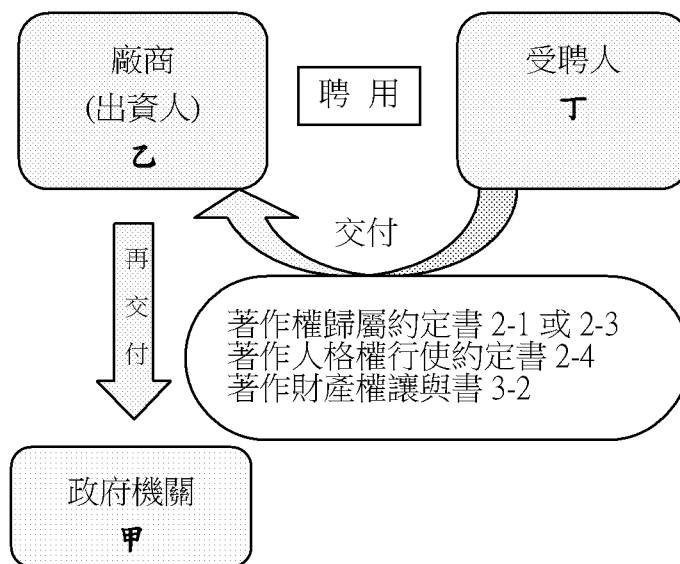 廠商
(出資人)
乙
聘 用
受聘人
丁
交付
再
交
付
著作權歸屬約定書 2-1 或 2-3
著作人格權行使約定書 2-4
著作財產權讓與書 3-2
政府機關
甲